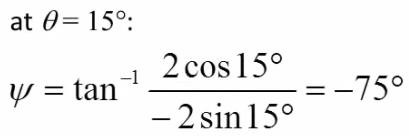 at θ = 15°:
ψ = tan⁻¹ 2 cos 15° / −2 sin 15° = −75°